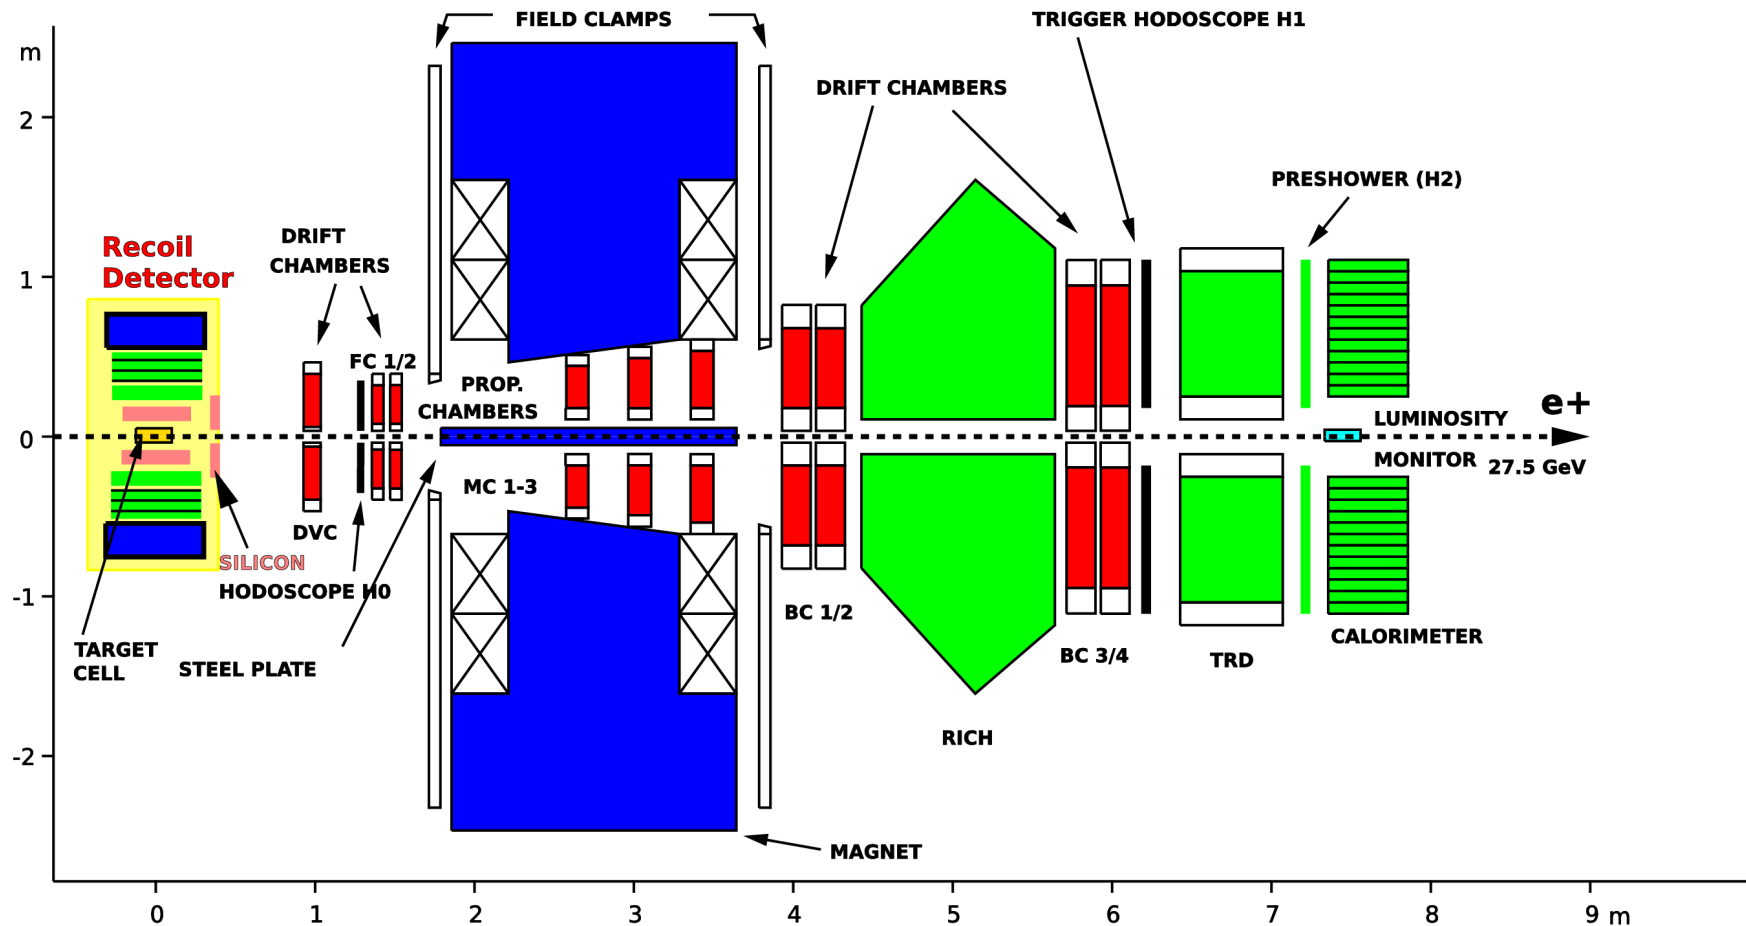 FIELD CLAMPS
TRIGGER HODOSCOPE H1
m
DRIFT CHAMBERS
2
PRESHOWER (H2)
Recoil
Detector
DRIFT
CHAMBERS
1
FC 1/2
PROP.
CHAMBERS
e+
LUMINOSITY
0
MONITOR
27.5 GeV
MC 1-3
DVC
SILICON
HODOSCOPE H0
-1
BC 1/2
CALORIMETER
TARGET
CELL
STEEL PLATE
BC 3/4
TRD
RICH
-2
MAGNET
0 1 2 3 4 5 6 7 8 9 m